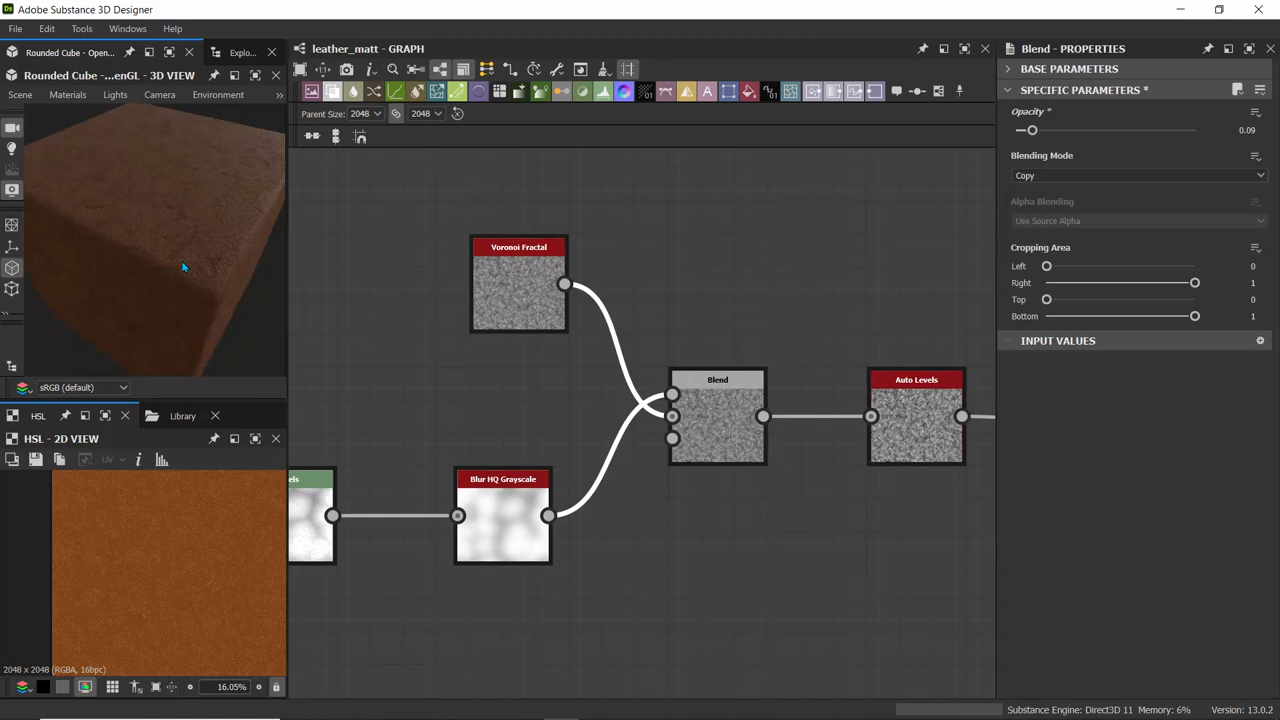 Adobe Substance 3D Designer
File Edit Tools Windows Help
Rounded Cube - Open... Explo...
Rounded Cube -...enGL - 3D VIEW
Scene Materials Lights Camera Environment
sRGB (default)
HSL Library
HSL - 2D VIEW
UV
2048 x 2048 (RGBA, 16bpc)
16.05%
leather_matt - GRAPH
Parent Size: 2048 2048
Voronoi Fractal
Blend
Auto Levels
els
Blur HQ Grayscale
Blend - PROPERTIES
BASE PARAMETERS
SPECIFIC PARAMETERS *
Opacity *
0.09
Blending Mode
Copy
Alpha Blending
Use Source Alpha
Cropping Area
Left 0
Right 1
Top 0
Bottom 1
INPUT VALUES
Substance Engine: Direct3D 11 Memory: 6% Version: 13.0.2